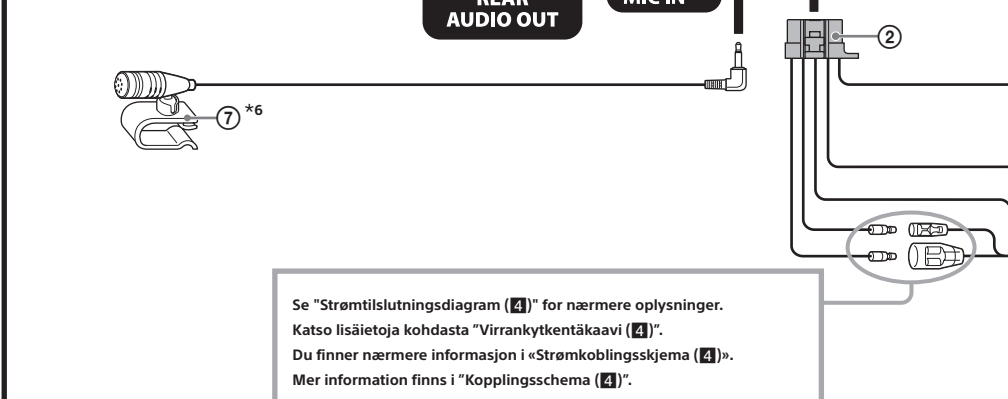 REAR
AUDIO OUT
MIC IN
②
⑦ *6
Se "Strømtilslutningsdiagram (4)" for nærmere oplysninger.
Katso lisäietoja kohdasta ”Virrankytkentäkaavi (4)”.
Du finner nærmere informasjon i «Strømkoblingsskjema (4)».
Mer information finns i ”Kopplingsschema (4)”.